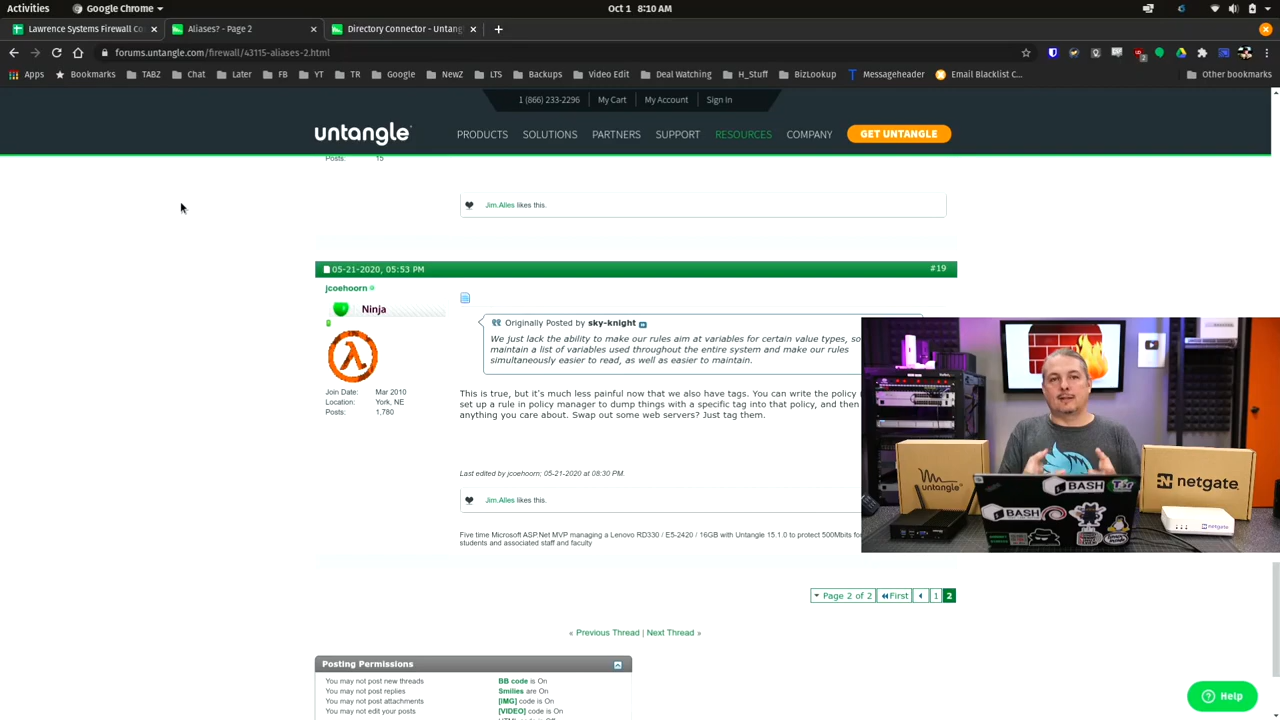 Activities
Google Chrome
Oct 1 8:10 AM
Lawrence Systems Firewall Co
Aliases? - Page 2
Directory Connector - Untang
forums.untangle.com/firewall/43115-aliases-2.html
Apps
Bookmarks
TABZ
Chat
Later
FB
YT
TR
Google
NewZ
LTS
Backups
Video Edit
Deal Watching
H_Stuff
BizLookup
Messageheader
Email Blacklist C...
Other bookmarks
1 (866) 233-2296
My Cart
My Account
Sign In
untangle
PRODUCTS
SOLUTIONS
PARTNERS
SUPPORT
RESOURCES
COMPANY
GET UNTANGLE
Posts: 15
Jim.Alles likes this.
05-21-2020, 05:53 PM
#19
jcoehoorn
Ninja
Join Date: Mar 2010
Location: York, NE
Posts: 1,780
Originally Posted by sky-knight
We just lack the ability to make our rules aim at variables for certain value types, so
maintain a list of variables used throughout the entire system and make our rules
simultaneously easier to read, as well as easier to maintain.
This is true, but it's much less painful now that we also have tags. You can write the policy
set up a rule in policy manager to dump things with a specific tag into that policy, and then
anything you care about. Swap out some web servers? Just tag them.
Last edited by jcoehoorn; 05-21-2020 at 08:30 PM.
Jim.Alles likes this.
Five time Microsoft ASP.Net MVP managing a Lenovo RD330 / E5-2420 / 16GB with Untangle 15.1.0 to protect 500Mbits for
students and associated staff and faculty
untangle
BASH
BASH
netgate
netgate
Page 2 of 2
First
1
2
« Previous Thread | Next Thread »
Posting Permissions
You may not post new threads
You may not post replies
You may not post attachments
You may not edit your posts
BB code is On
Smilies are On
[IMG] code is On
[VIDEO] code is On
Help